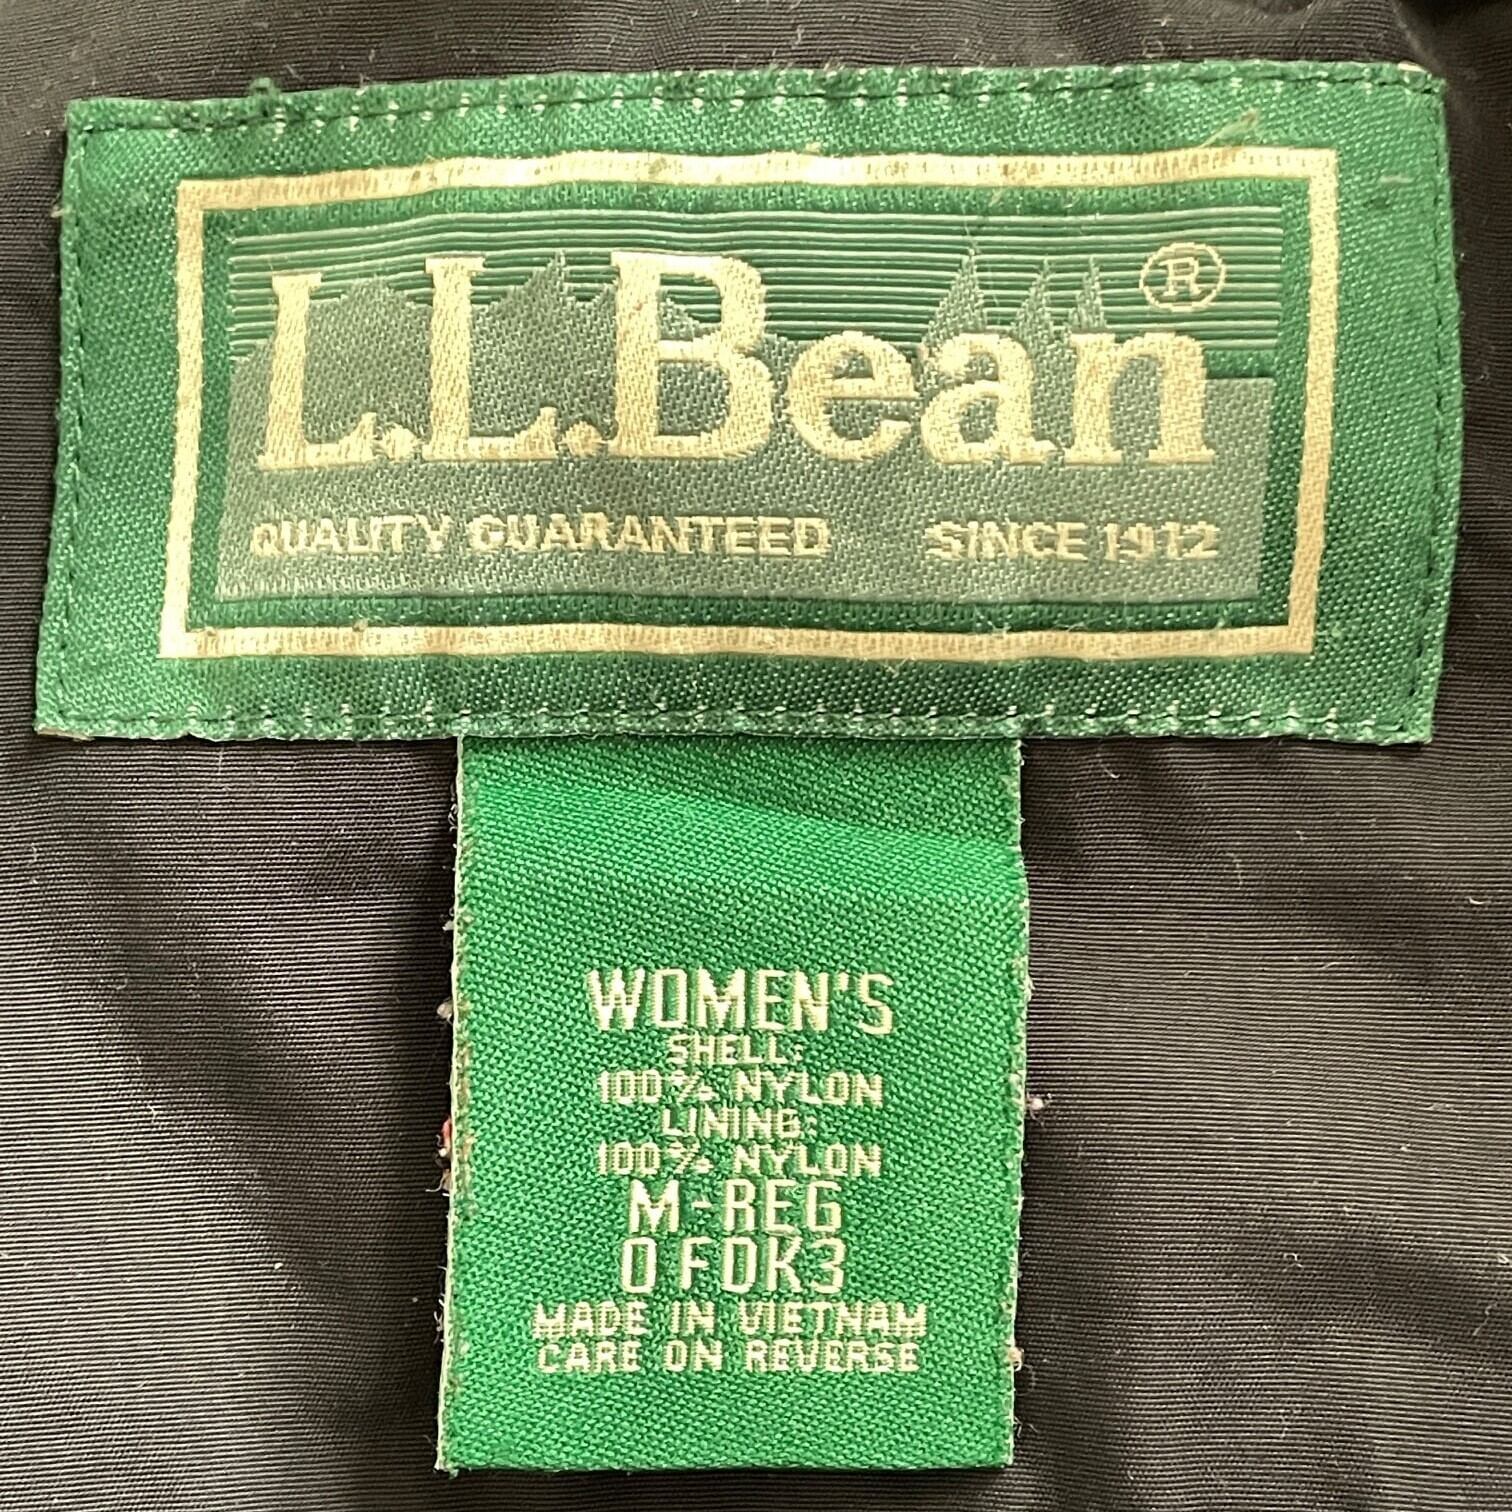 L.L.Bean®
QUALITY GUARANTEED SINCE 1912
WOMEN'S
SHELL:
100% NYLON
LINING:
100% NYLON
M-REG
0FDK3
MADE IN VIETNAM
CARE ON REVERSE